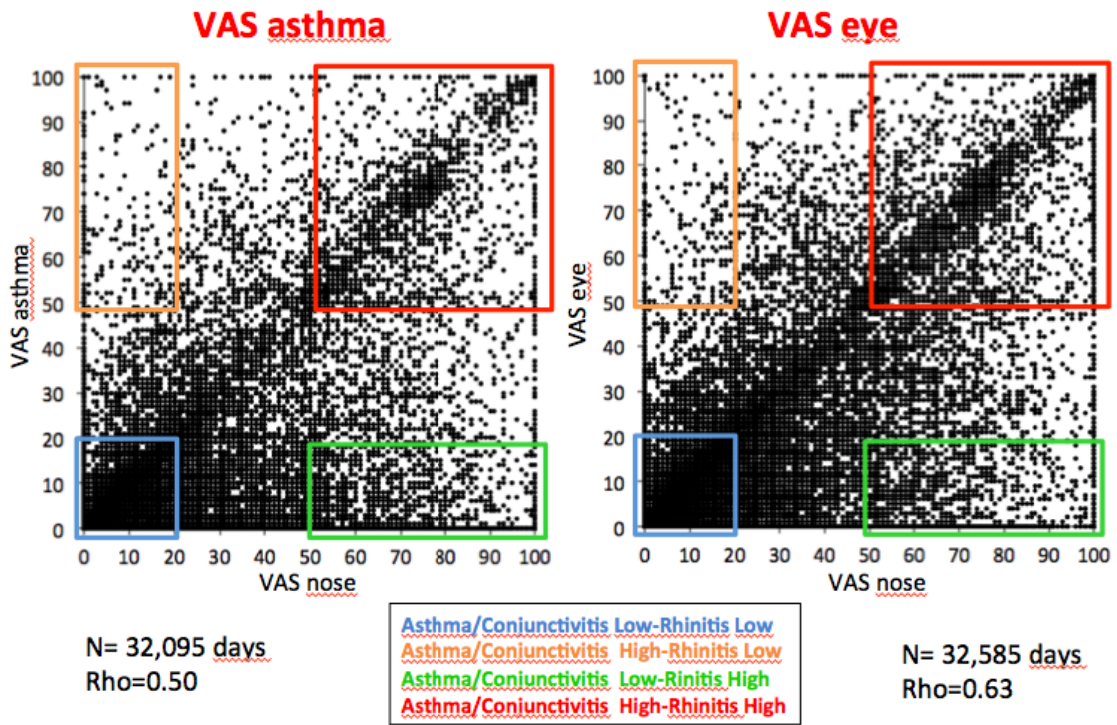 VAS asthma
VAS eye
100
90
80
70
60
50
40
30
20
10
0
VAS asthma
0 10 20 30 40 50 60 70 80 90 100
VAS nose
100
90
80
70
60
50
40
30
20
10
0
VAS eye
0 10 20 30 40 50 60 70 80 90 100
VAS nose
N= 32,095 days
Rho=0.50
Asthma/Conjunctivitis Low-Rhinitis Low
Asthma/Conjunctivitis High-Rhinitis Low
Asthma/Conjunctivitis Low-Rinitis High
Asthma/Conjunctivitis High-Rhinitis High
N= 32,585 days
Rho=0.63